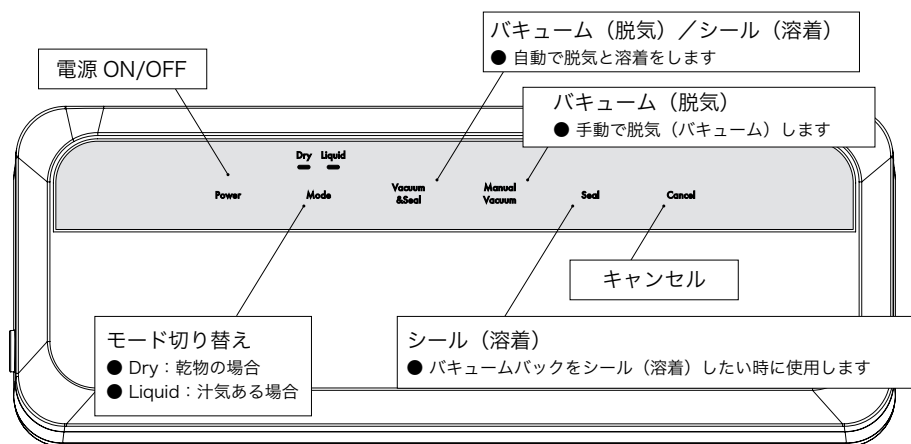 バキューム（脱気）／シール（溶着）
● 自動で脱気と溶着をします
電源 ON/OFF
バキューム（脱気）
● 手動で脱気（バキューム）します
Dry Liquid
Power
Mode
Vacuum
&Seal
Manual
Vacuum
Seal
Cancel
キャンセル
モード切り替え
● Dry：乾物の場合
● Liquid：汁気ある場合
シール（溶着）
● バキュームバックをシール（溶着）したい時に使用します